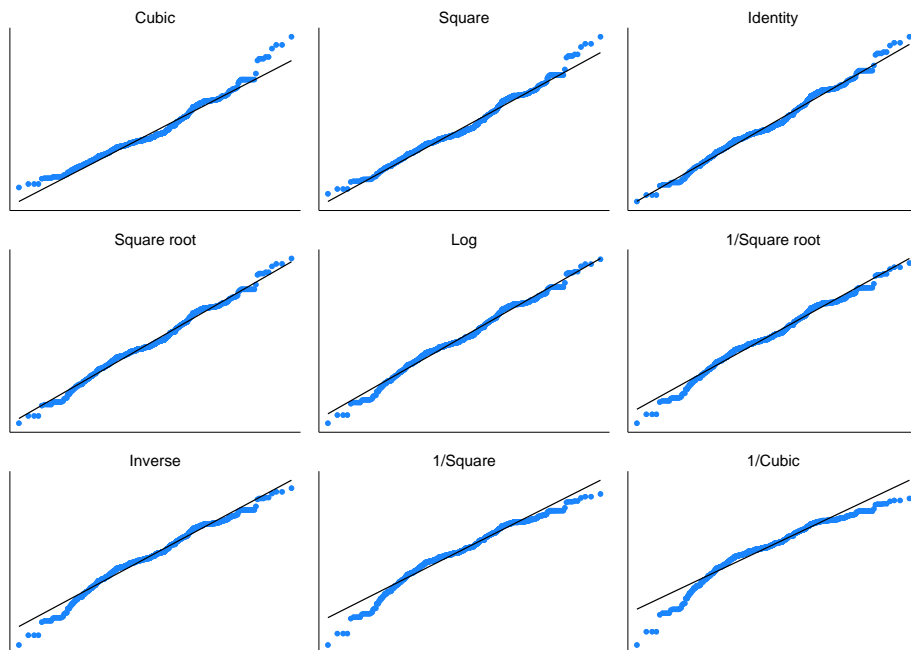 Cubic
Square
Identity
Square root
Log
1/Square root
Inverse
1/Square
1/Cubic